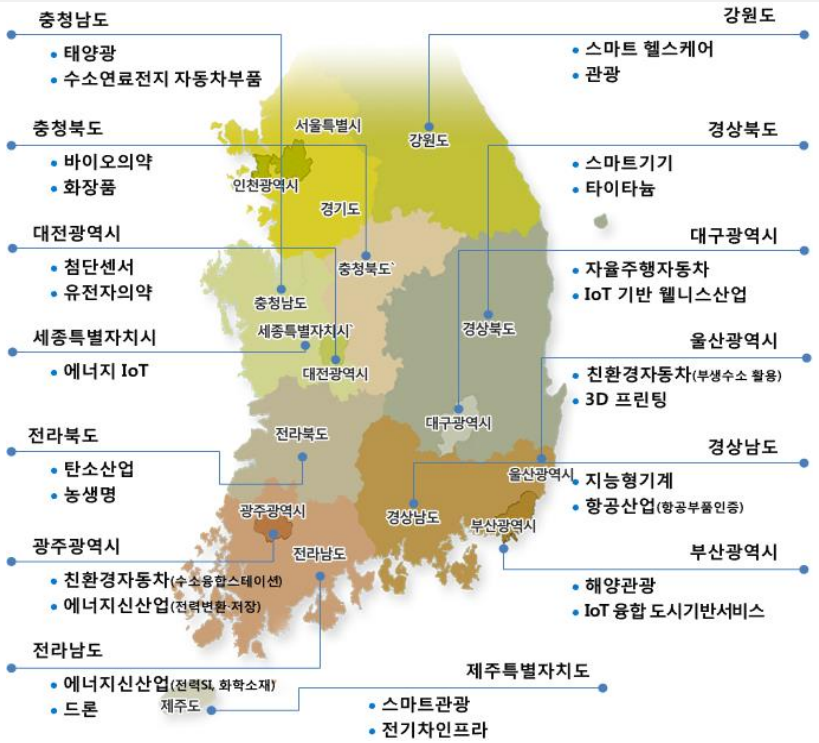 충청남도
• 태양광
• 수소연료전지 자동차부품
충청북도
• 바이오의약
• 화장품
대전광역시
• 첨단센서
• 유전자의약
세종특별자치시
• 에너지 IoT
전라북도
• 탄소산업
• 농생명
광주광역시
• 친환경자동차(수소융합스테이션)
• 에너지신산업(전력변환·저장)
전라남도
• 에너지신산업(전력SI, 화학소재)
• 드론
강원도
• 스마트 헬스케어
• 관광
경상북도
• 스마트기기
• 타이타늄
대구광역시
• 자율주행자동차
• IoT 기반 웰니스산업
울산광역시
• 친환경자동차(부생수소 활용)
• 3D 프린팅
경상남도
• 지능형기계
• 항공산업(항공부품인증)
부산광역시
• 해양관광
• IoT 융합 도시기반서비스
제주특별자치도
• 스마트관광
• 전기차인프라
서울특별시
강원도
인천광역시
경기도
충청북도`
충청남도
세종특별자치시`
경상북도
대전광역시
대구광역시
전라북도
울산광역시
광주광역시
경상남도
부산광역시
전라남도
제주도